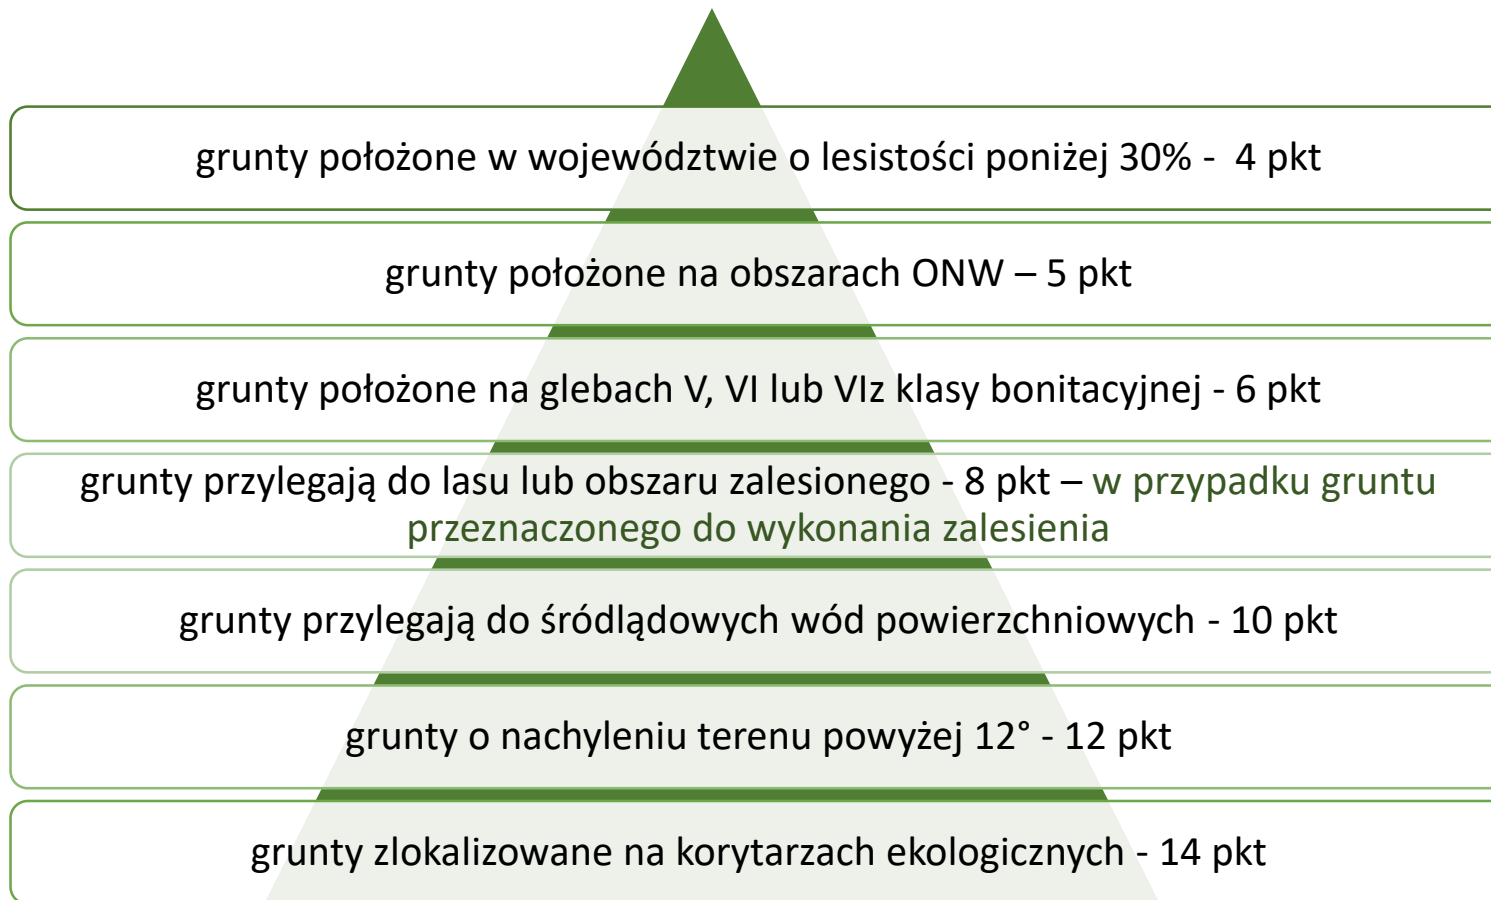 grunty położone w województwie o lesistości poniżej 30% -  4 pkt
grunty położone na obszarach ONW – 5 pkt
grunty położone na glebach V, VI lub VIz klasy bonitacyjnej - 6 pkt
grunty przylegają do lasu lub obszaru zalesionego - 8 pkt – w przypadku gruntu
przeznaczonego do wykonania zalesienia
grunty przylegają do śródlądowych wód powierzchniowych - 10 pkt
grunty o nachyleniu terenu powyżej 12° - 12 pkt
grunty zlokalizowane na korytarzach ekologicznych - 14 pkt